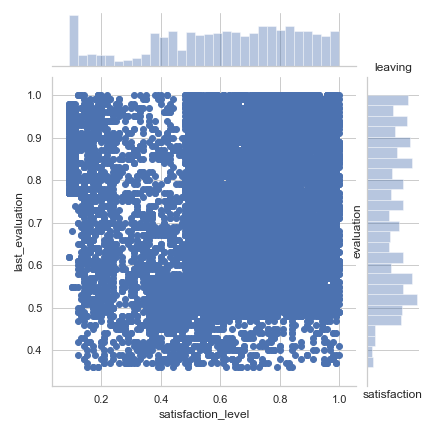 leaving
1.0
0.9
0.8
0.7
0.6
0.5
0.4
last_evaluation
evaluation
0.2
0.4
0.6
0.8
1.0
satisfaction
satisfaction_level